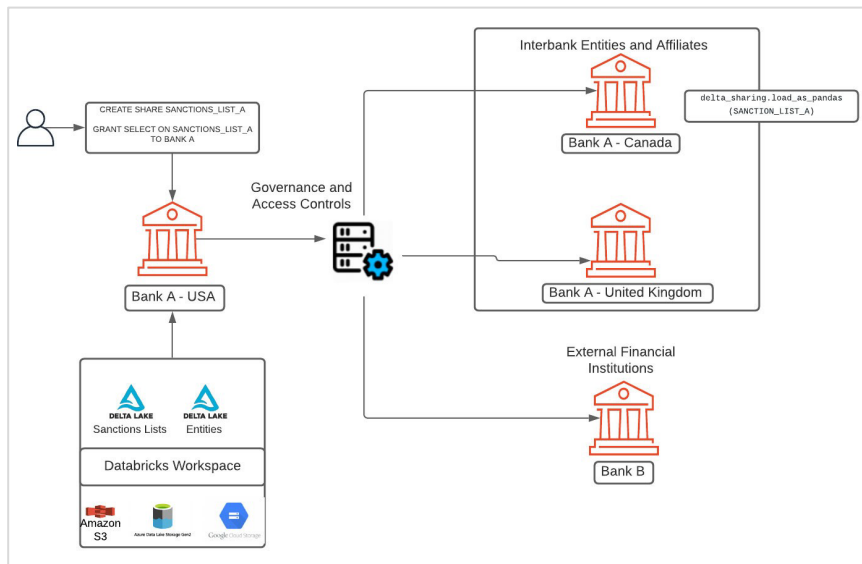 Interbank Entities and Affiliates
CREATE SHARE SANCTIONS_LIST_A
GRANT SELECT ON SANCTIONS_LIST_A
TO BANK A
delta_sharing.load_as_pandas
(SANCTION_LIST_A)
Bank A - Canada
Governance and
Access Controls
Bank A - USA
Bank A - United Kingdom
External Financial
Institutions
Bank B
DELTA LAKE
Sanctions Lists
DELTA LAKE
Entities
Databricks Workspace
Amazon
S3
Azure Data Lake Storage Gen2
Google Cloud Storage